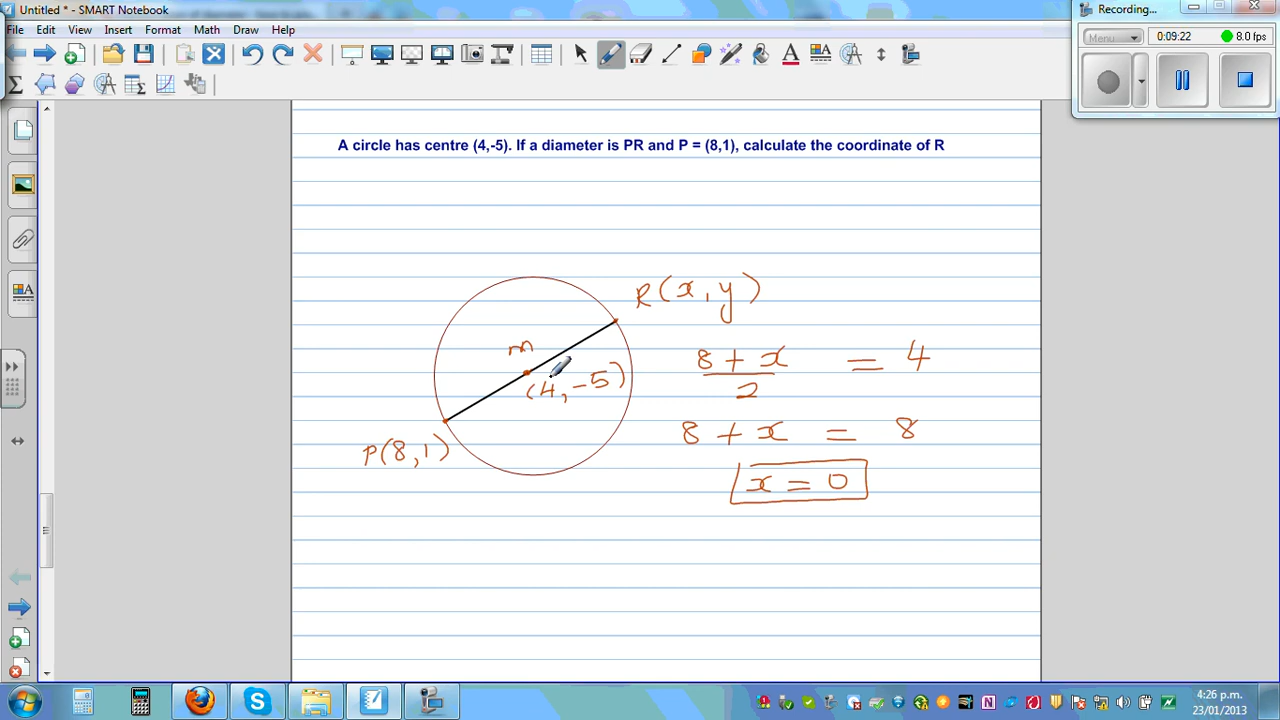 Untitled * - SMART Notebook
File Edit View Insert Format Math Draw Help
Recording...
Menu 0:09:22 8.0 fps
A circle has centre (4,-5). If a diameter is PR and P = (8,1), calculate the coordinate of R
R(x, y)
m
(4, -5)
P(8, 1)
8 + x / 2 = 4
8 + x = 8
x = 0
4:26 p.m.
23/01/2013